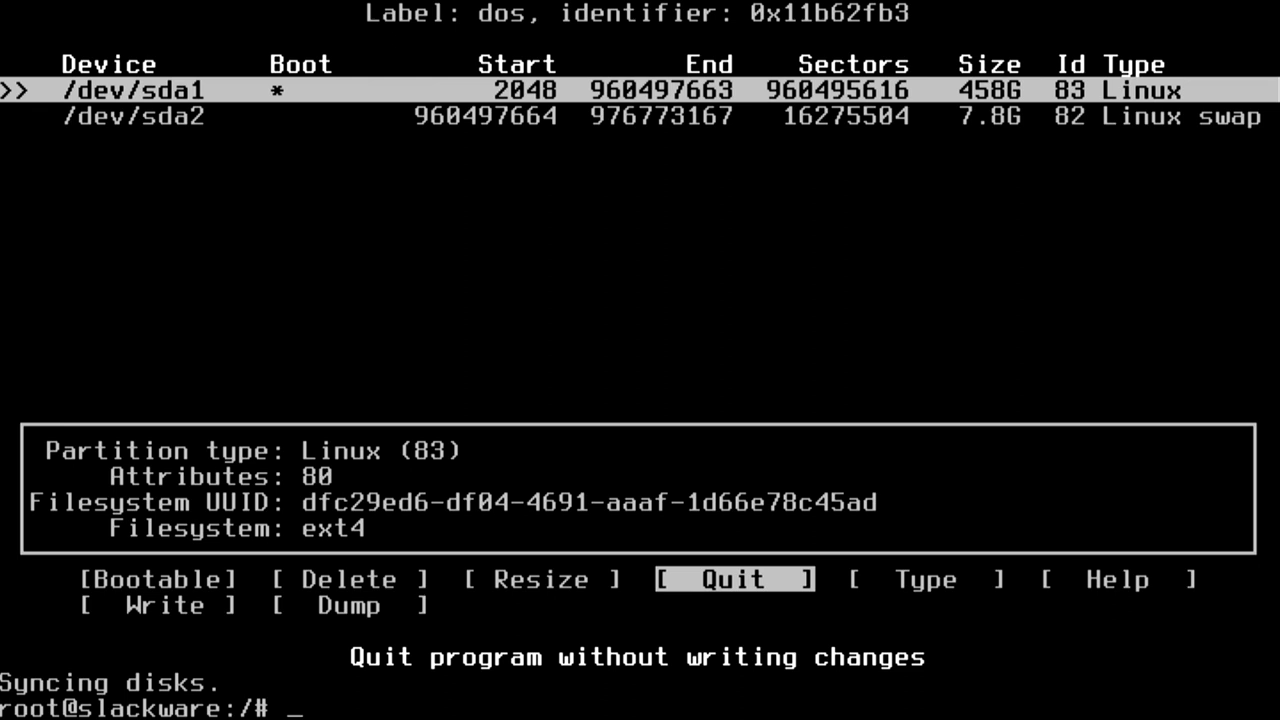 Label: dos, identifier: 0x11b62fb3
Device Boot Start End Sectors Size Id Type
>> /dev/sda1 * 2048 960497663 960495616 458G 83 Linux
/dev/sda2 960497664 976773167 16275504 7.8G 82 Linux swap
Partition type: Linux (83)
Attributes: 80
Filesystem UUID: dfc29ed6-df04-4691-aaaf-1d66e78c45ad
Filesystem: ext4
[Bootable] [ Delete ] [ Resize ] [ Quit ] [ Type ] [ Help ]
[ Write ] [ Dump ]
Quit program without writing changes
Syncing disks.
root@slackware:/# _